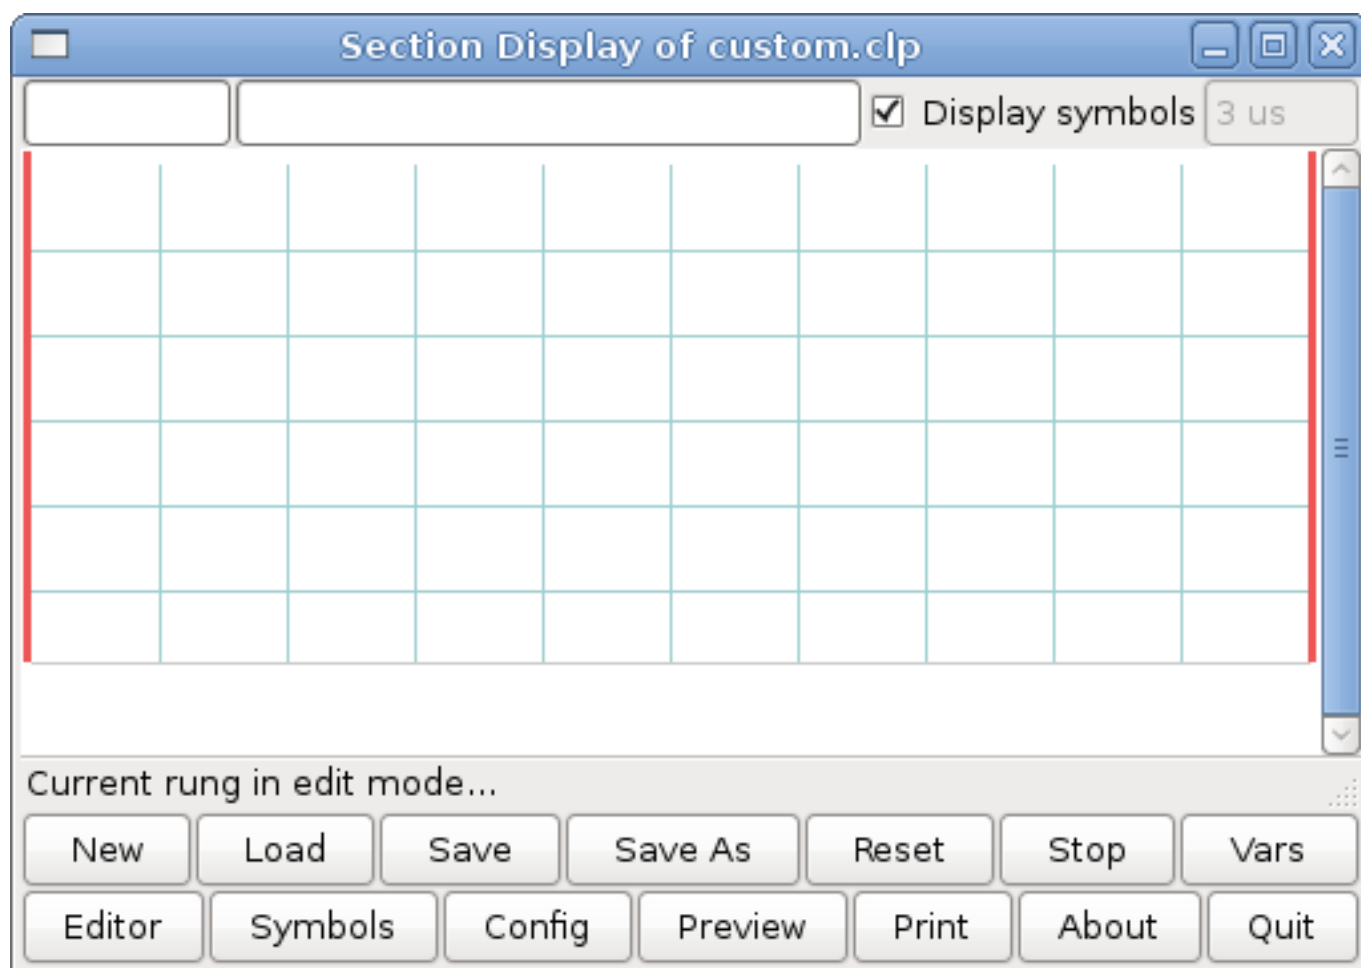 Section Display of custom.clp
Display symbols 3 us
Current rung in edit mode...
New Load Save Save As Reset Stop Vars
Editor Symbols Config Preview Print About Quit